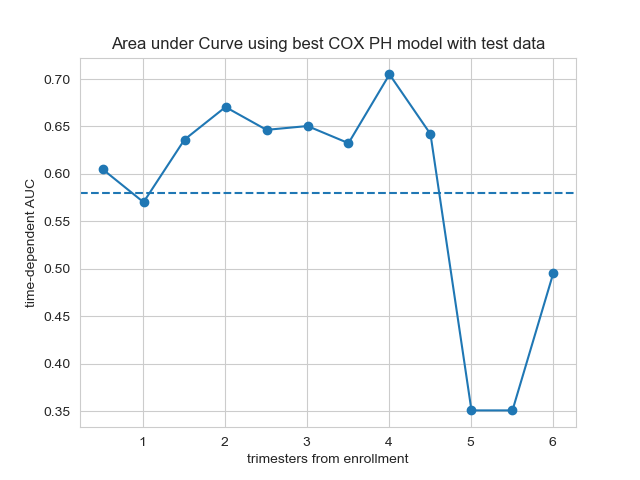 Area under Curve using best COX PH model with test data
time-dependent AUC
0.70
0.65
0.60
0.55
0.50
0.45
0.40
0.35
1 2 3 4 5 6
trimesters from enrollment